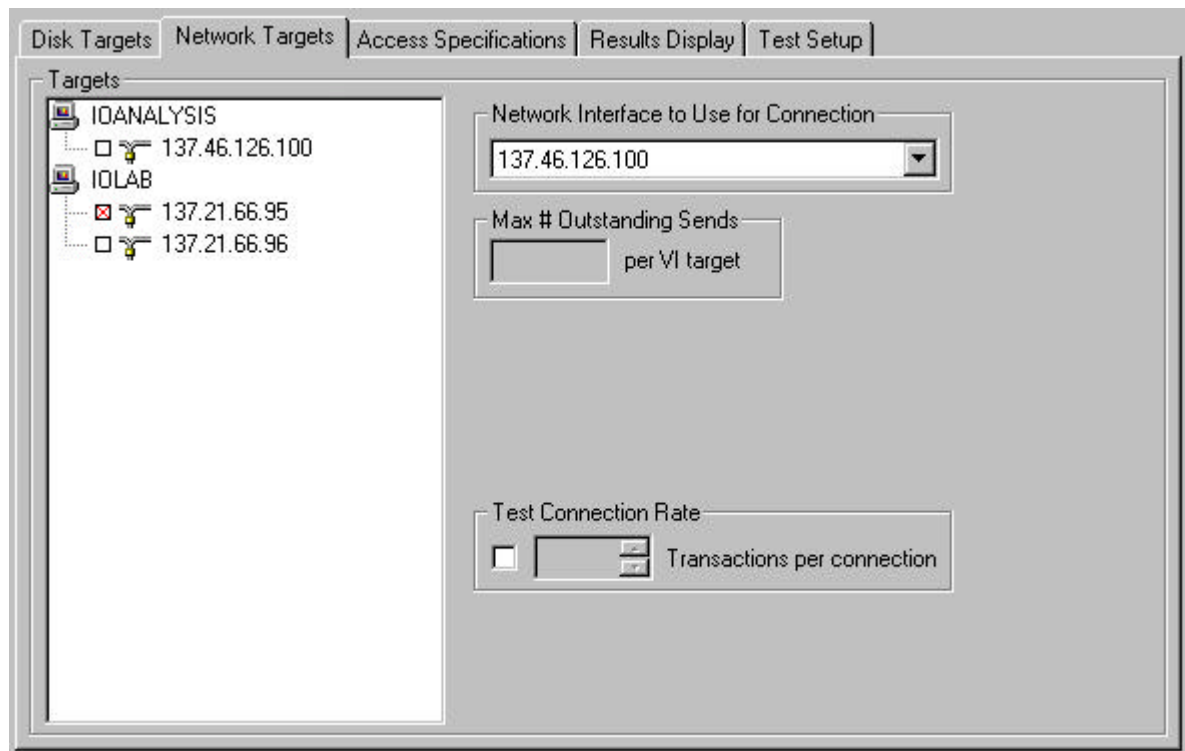 Disk Targets Network Targets Access Specifications Results Display Test Setup
Targets
IOANALYSIS
137.46.126.100
IOLAB
137.21.66.95
137.21.66.96
Network Interface to Use for Connection
137.46.126.100
Max # Outstanding Sends
per VI target
Test Connection Rate
Transactions per connection